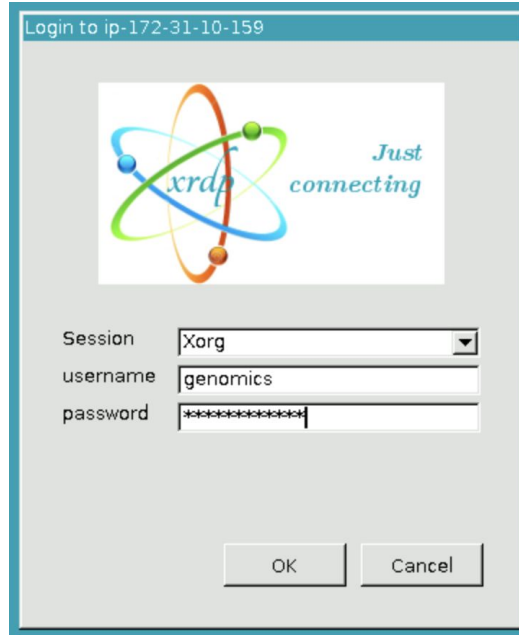 Login to ip-172-31-10-159
xrdp
Just
connecting
Session Xorg
username genomics
password ************
OK Cancel